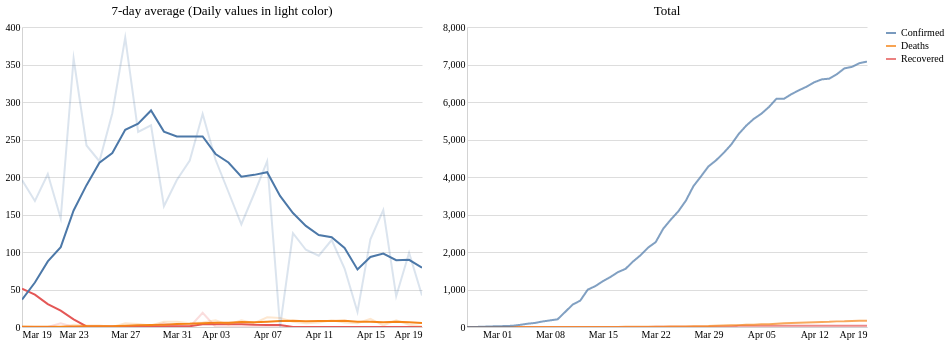 7-day average (Daily values in light color)
400
350
300
250
200
150
100
50
0
Mar 19 Mar 23 Mar 27 Mar 31 Apr 03 Apr 07 Apr 11 Apr 15 Apr 19
Total
8,000
7,000
6,000
5,000
4,000
3,000
2,000
1,000
0
Mar 01 Mar 08 Mar 15 Mar 22 Mar 29 Apr 05 Apr 12 Apr 19
Confirmed
Deaths
Recovered